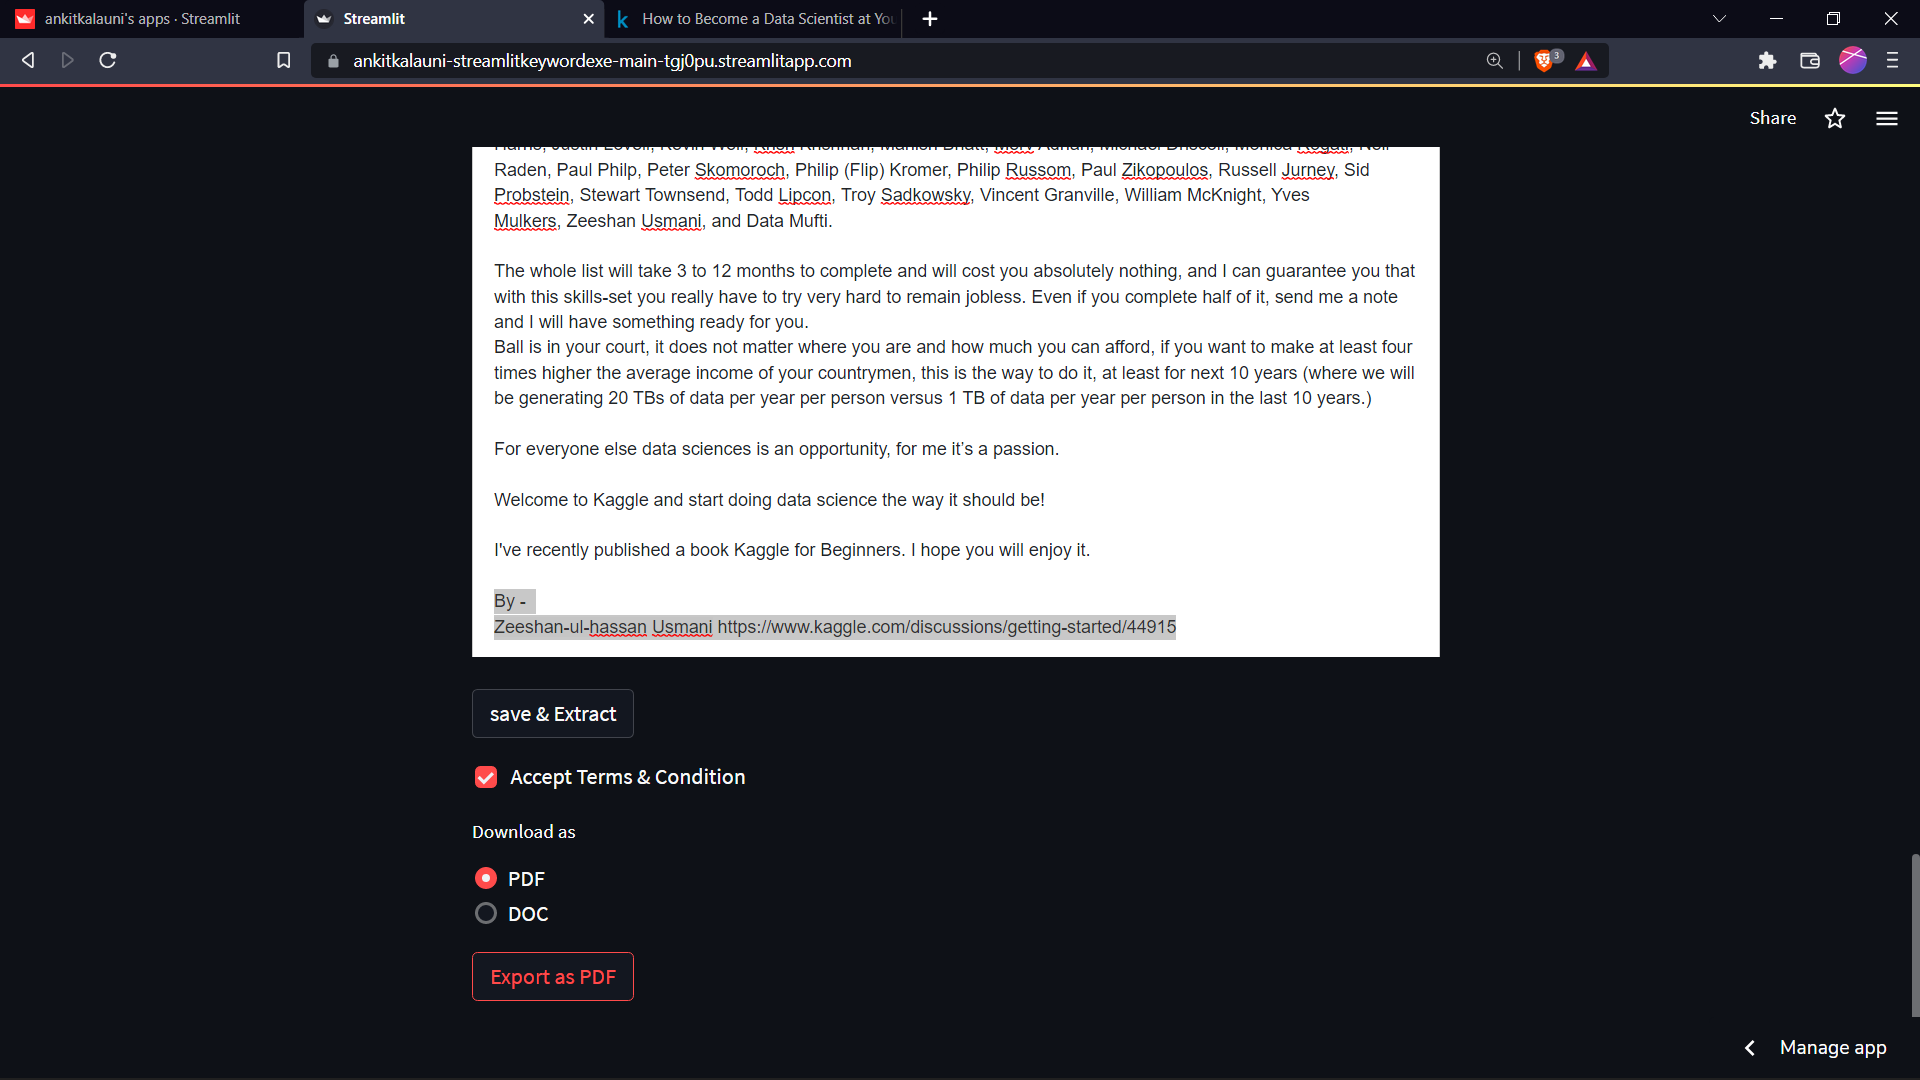 ankitkalauni's apps · Streamlit
Streamlit
How to Become a Data Scientist at You
ankitkalauni-streamlitkeywordexe-main-tgj0pu.streamlitapp.com
3
Share
Raden, Paul Philp, Peter Skomoroch, Philip (Flip) Kromer, Philip Russom, Paul Zikopoulos, Russell Jurney, Sid
Probstein, Stewart Townsend, Todd Lipcon, Troy Sadkowsky, Vincent Granville, William McKnight, Yves
Mulkers, Zeeshan Usmani, and Data Mufti.
The whole list will take 3 to 12 months to complete and will cost you absolutely nothing, and I can guarantee you that
with this skills-set you really have to try very hard to remain jobless. Even if you complete half of it, send me a note
and I will have something ready for you.
Ball is in your court, it does not matter where you are and how much you can afford, if you want to make at least four
times higher the average income of your countrymen, this is the way to do it, at least for next 10 years (where we will
be generating 20 TBs of data per year per person versus 1 TB of data per year per person in the last 10 years.)
For everyone else data sciences is an opportunity, for me it's a passion.
Welcome to Kaggle and start doing data science the way it should be!
I've recently published a book Kaggle for Beginners. I hope you will enjoy it.
By -
Zeeshan-ul-hassan Usmani https://www.kaggle.com/discussions/getting-started/44915
save & Extract
Accept Terms & Condition
Download as
PDF
DOC
Export as PDF
Manage app